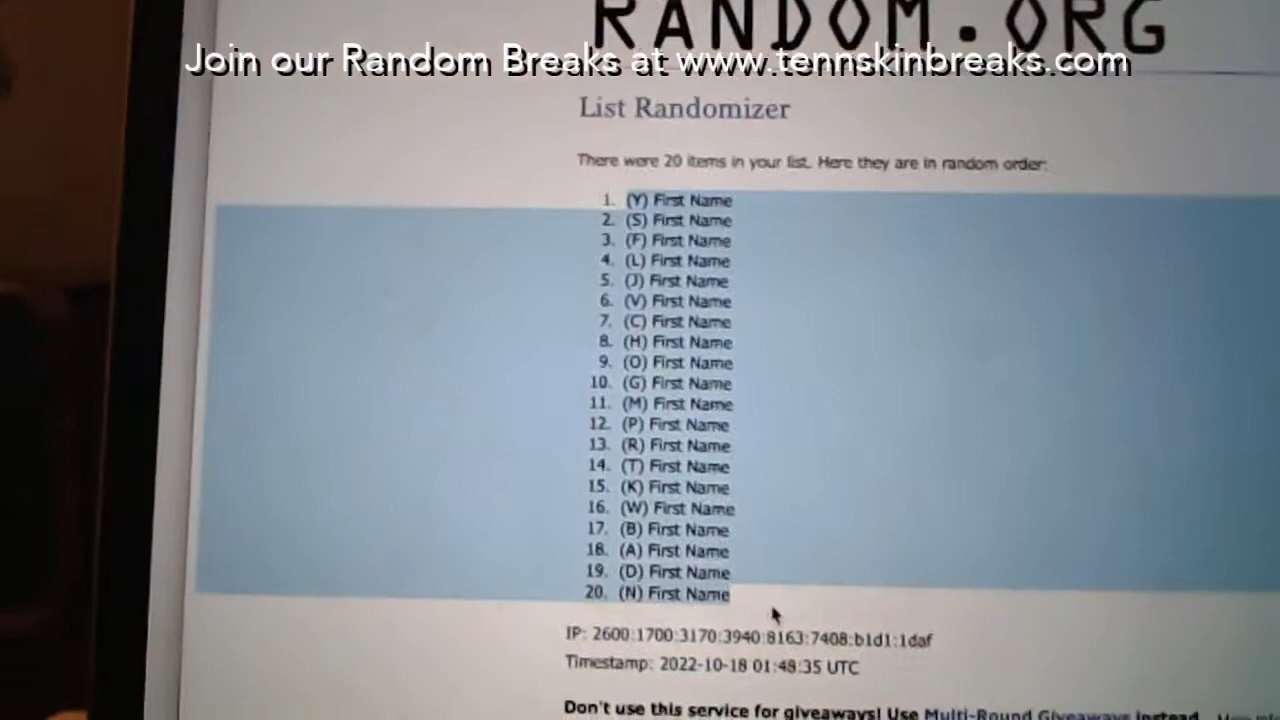 RANDOM.ORG
Join our Random Breaks at www.tennskinbreaks.com
List Randomizer
There were 20 items in your list. Here they are in random order:
1. (Y) First Name
2. (S) First Name
3. (F) First Name
4. (L) First Name
5. (J) First Name
6. (V) First Name
7. (C) First Name
8. (H) First Name
9. (O) First Name
10. (G) First Name
11. (M) First Name
12. (P) First Name
13. (R) First Name
14. (T) First Name
15. (K) First Name
16. (W) First Name
17. (B) First Name
18. (A) First Name
19. (D) First Name
20. (N) First Name
IP: 2600:1700:3170:3940:8163:7408:b1d1:1daf
Timestamp: 2022-10-18 01:48:35 UTC
Don't use this service for giveaways! Use Multi-Round Giveaways instead.